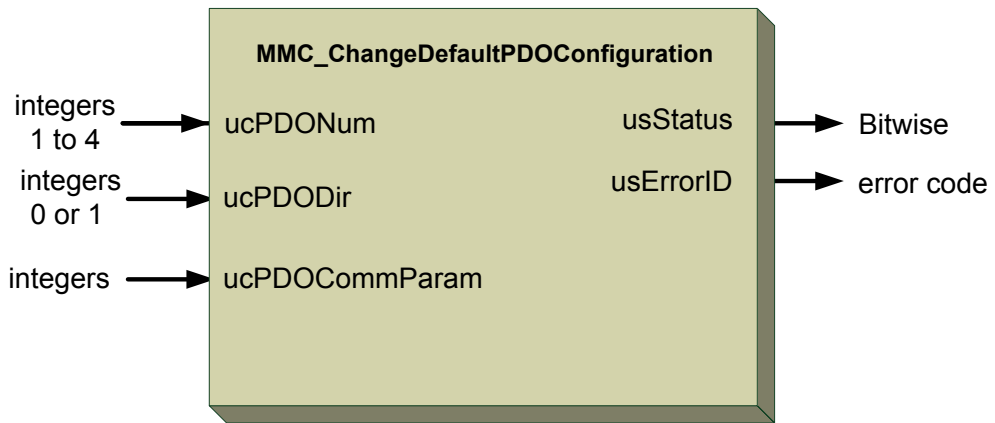 MMC_ChangeDefaultPDOConfiguration
integers
1 to 4
ucPDONum
usStatus
Bitwise
integers
0 or 1
ucPDODir
usErrorID
error code
integers
ucPDOCommParam